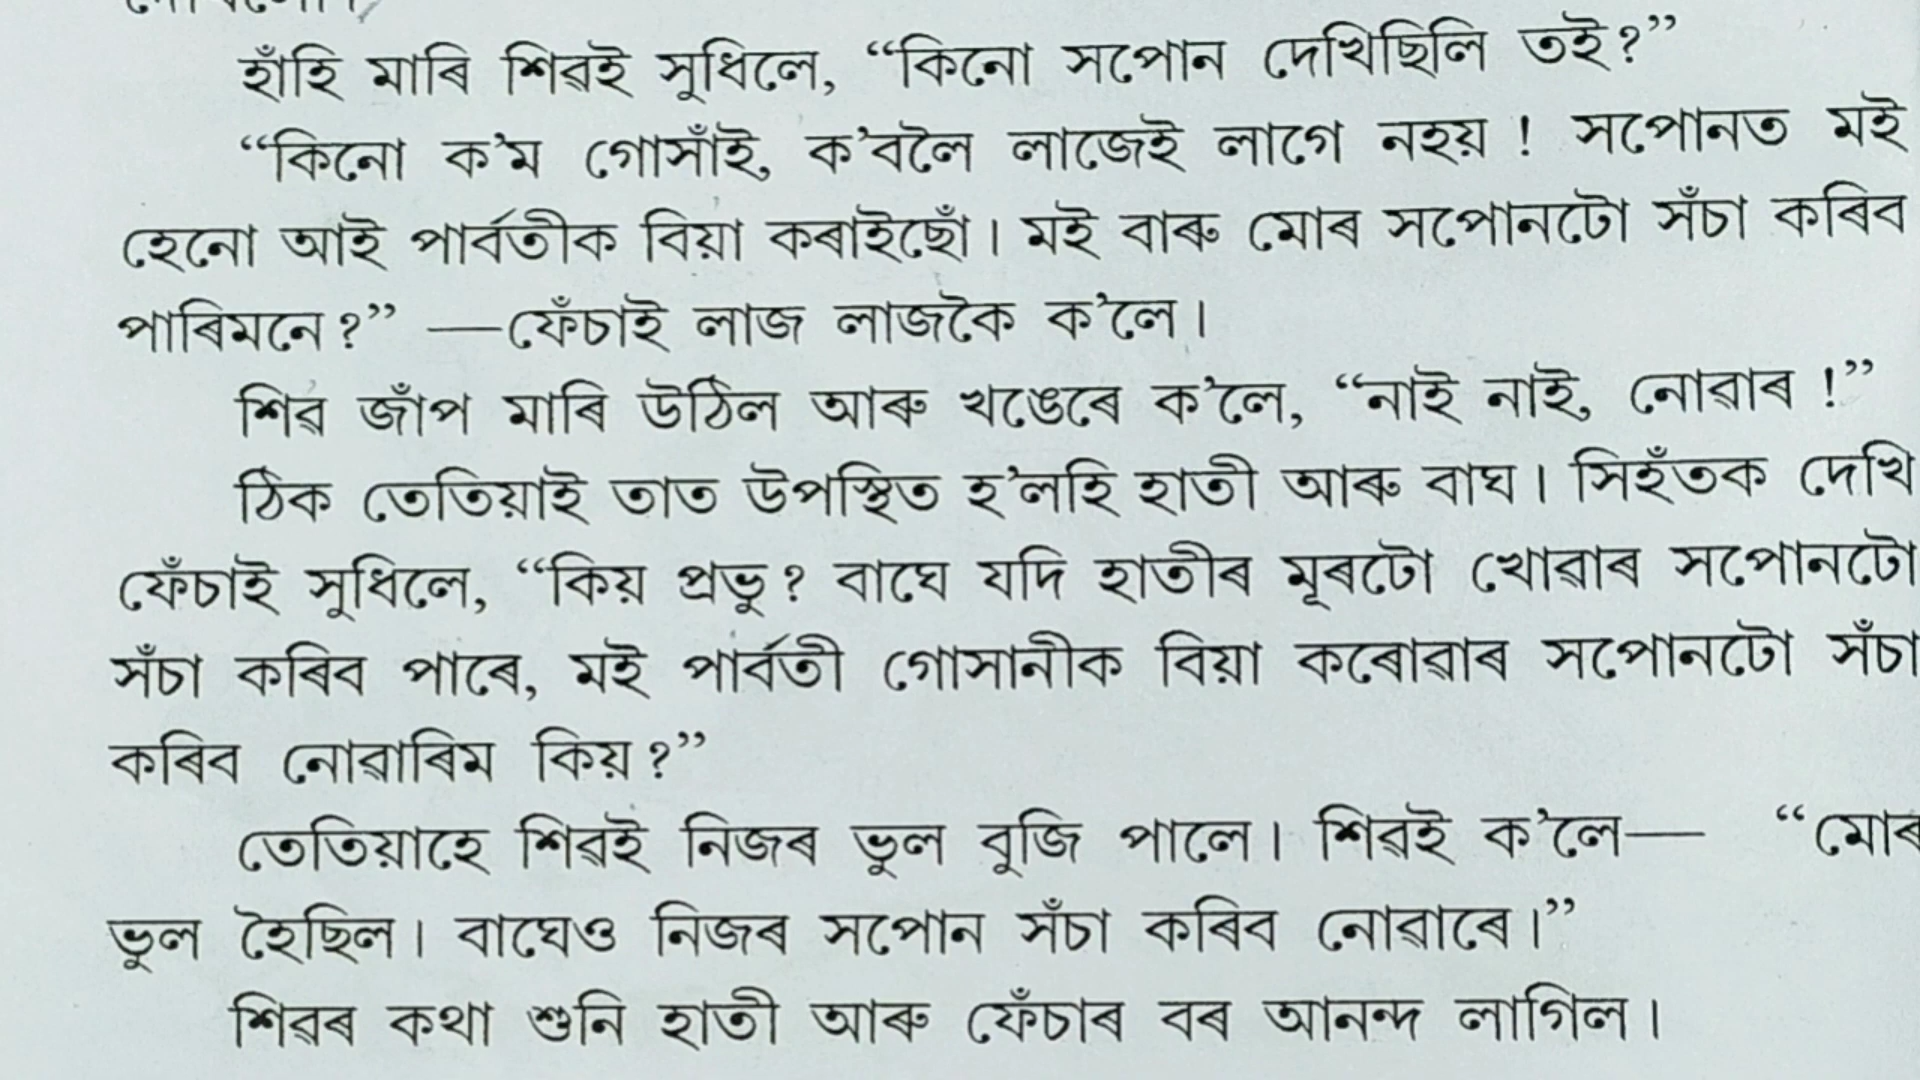 হাঁহি মাৰি শিৱই সুধিলে, “কিনো সপোন দেখিছিলি তই?”
“কিনো ক’ম গোসাঁই, ক’বলৈ লাজেই লাগে নহয় ! সপোনত মই
হেনো আই পাৰ্বতীক বিয়া কৰাইছোঁ। মই বাৰু মোৰ সপোনটো সঁচা কৰিব
পাৰিমনে?” —ফেঁচাই লাজ লাজকৈ ক’লে।
শিৱ জাঁপ মাৰি উঠিল আৰু খঙেৰে ক’লে, “নাই নাই, নোৱাৰ !”
ঠিক তেতিয়াই তাত উপস্থিত হ’লহি হাতী আৰু বাঘ। সিহঁতক দেখি
ফেঁচাই সুধিলে, “কিয় প্ৰভু? বাঘে যদি হাতীৰ মূৰটো খোৱাৰ সপোনটো
সঁচা কৰিব পাৰে, মই পাৰ্বতী গোসানীক বিয়া কৰোৱাৰ সপোনটো সঁচা
কৰিব নোৱাৰিম কিয়?”
তেতিয়াহে শিৱই নিজৰ ভুল বুজি পালে। শিৱই ক’লে— “মোৰ
ভুল হৈছিল। বাঘেও নিজৰ সপোন সঁচা কৰিব নোৱাৰে।”
শিৱৰ কথা শুনি হাতী আৰু ফেঁচাৰ বৰ আনন্দ লাগিল।